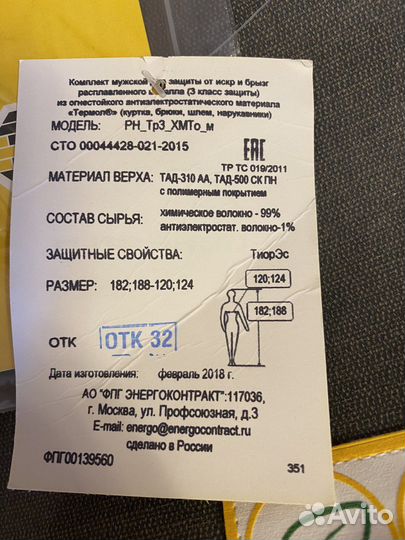 Комплект мужской для защиты от искр и брызг
расплавленного металла (3 класс защиты)
из огнестойкого антиэлектростатического материала
«Термол®» (куртка, брюки, шлем, нарукавники)
МОДЕЛЬ: РН_Тр3_ХМТо_м
СТО 00044428-021-2015
EAC
ТР ТС 019/2011
МАТЕРИАЛ ВЕРХА: ТАД-310 АА, ТАД-500 СК ПН
с полимерным покрытием
СОСТАВ СЫРЬЯ: химическое волокно - 99%
антиэлектростат. волокно-1%
ЗАЩИТНЫЕ СВОЙСТВА: ТиорЭс
РАЗМЕР: 182;188-120;124
120;124
182;188
ОТК ОТК 32
Дата изготовления: февраль 2018 г.
АО "ФПГ ЭНЕРГОКОНТРАКТ":117036,
г. Москва, ул. Профсоюзная, д.3
E-mail: energo@energocontract.ru
сделано в России
ФПГ00139560
351
Avito